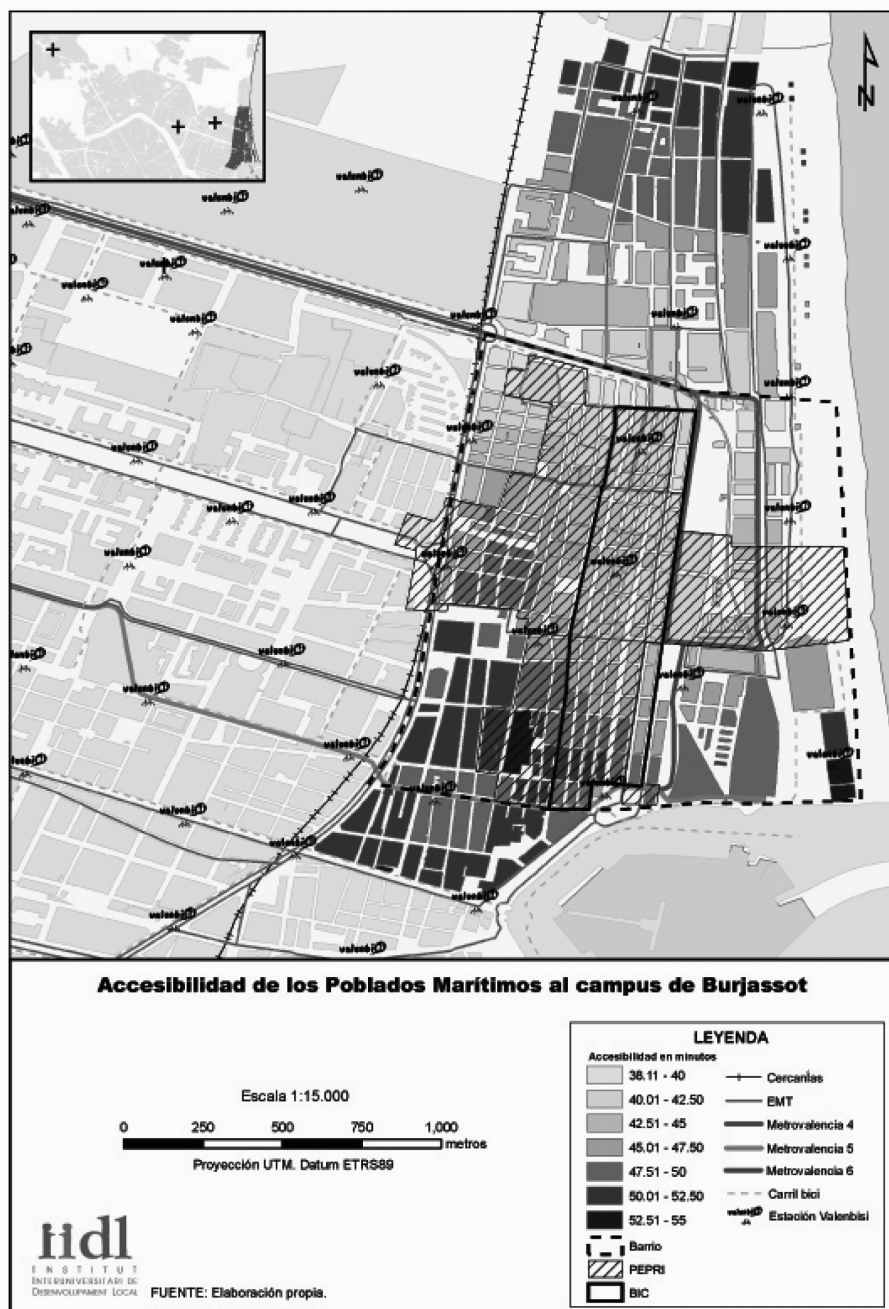 Accesibilidad de los Poblados Marítimos al campus de Burjassot
Escala 1:15.000
0 250 500 750 1,000
metros
Proyección UTM. Datum ETRS89
iidl
INSTITUT
INTERUNIVERSITARI DE
DESENVOLUPAMENT LOCAL
FUENTE: Elaboración propia.
LEYENDA
Accesibilidad en minutos
38.11 - 40
40.01 - 42.50
42.51 - 45
45.01 - 47.50
47.51 - 50
50.01 - 52.50
52.51 - 55
Barrio
PEPRI
BIC
Cercanías
EMT
Metrovalencia 4
Metrovalencia 5
Metrovalencia 6
Carril bici
Estación Valenbisi